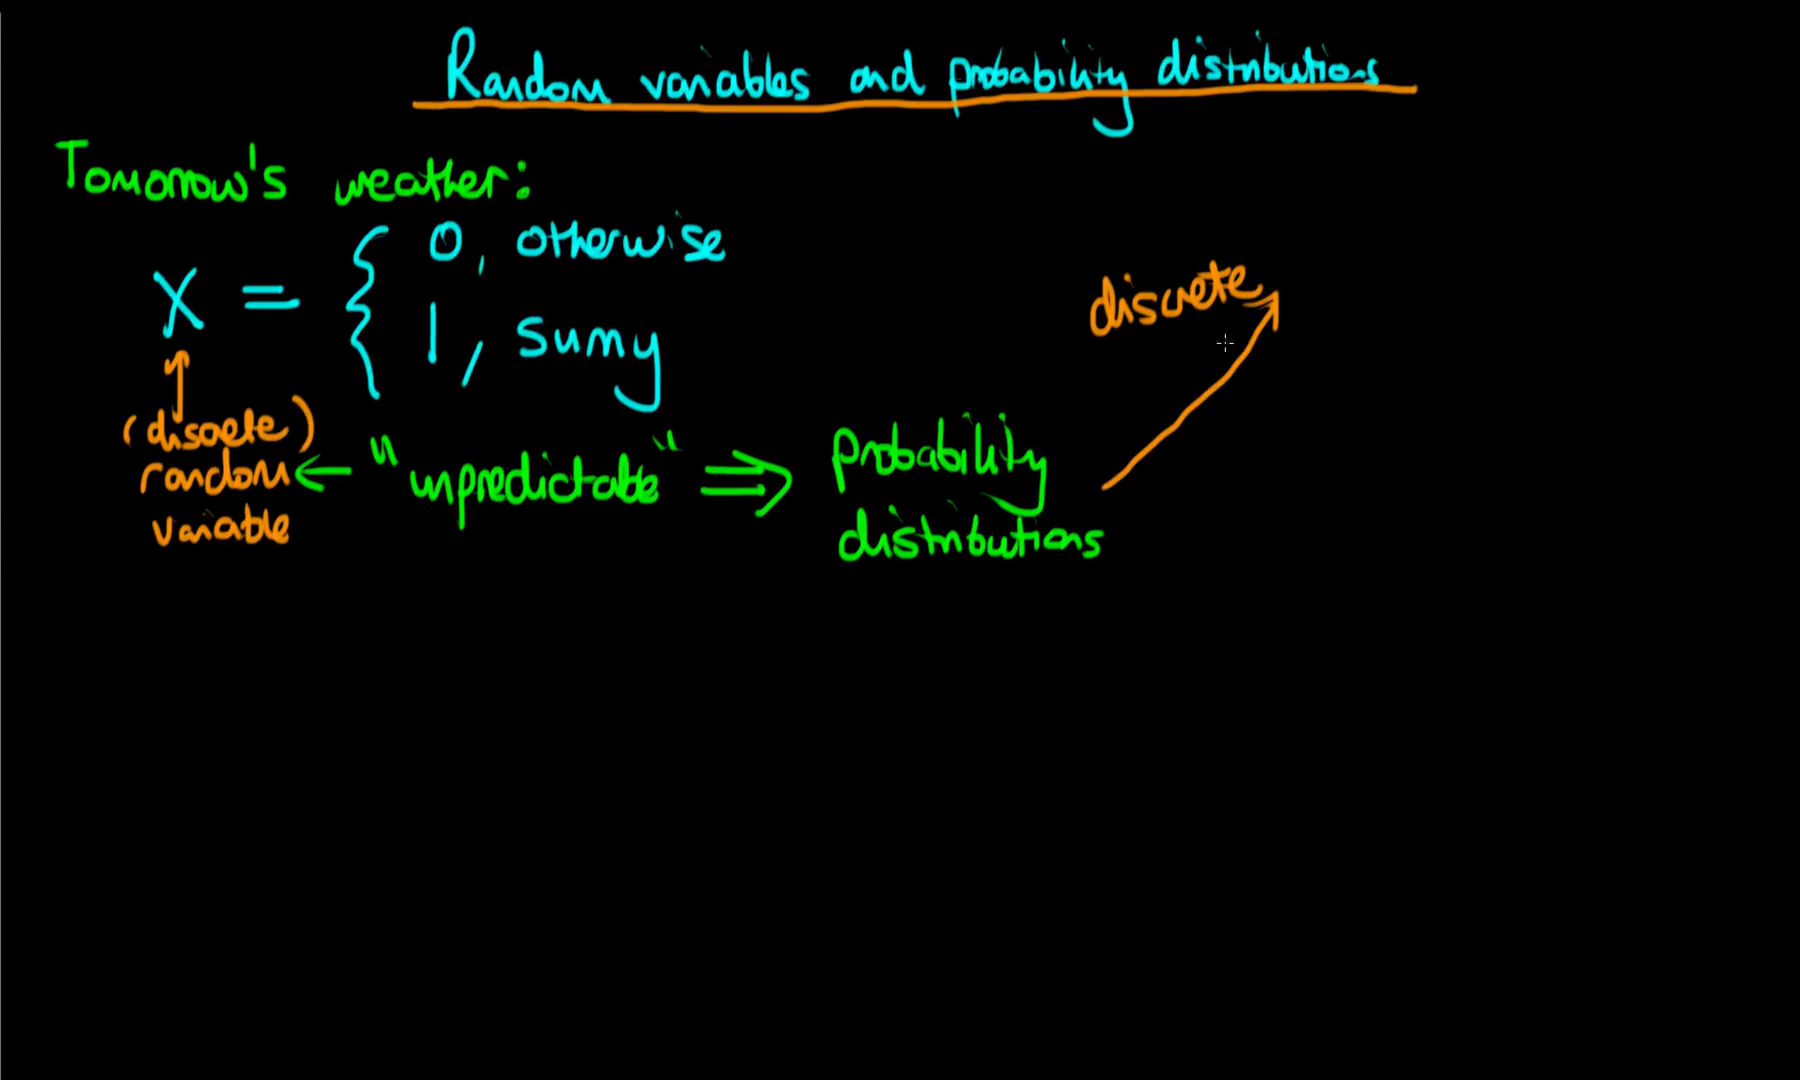 Random variables and probability distributions
Tomorrow's weather:
X = { 0, otherwise
1, sunny
discrete
(discrete)
random ← "unpredictable" ⇒ probability
variable
distributions